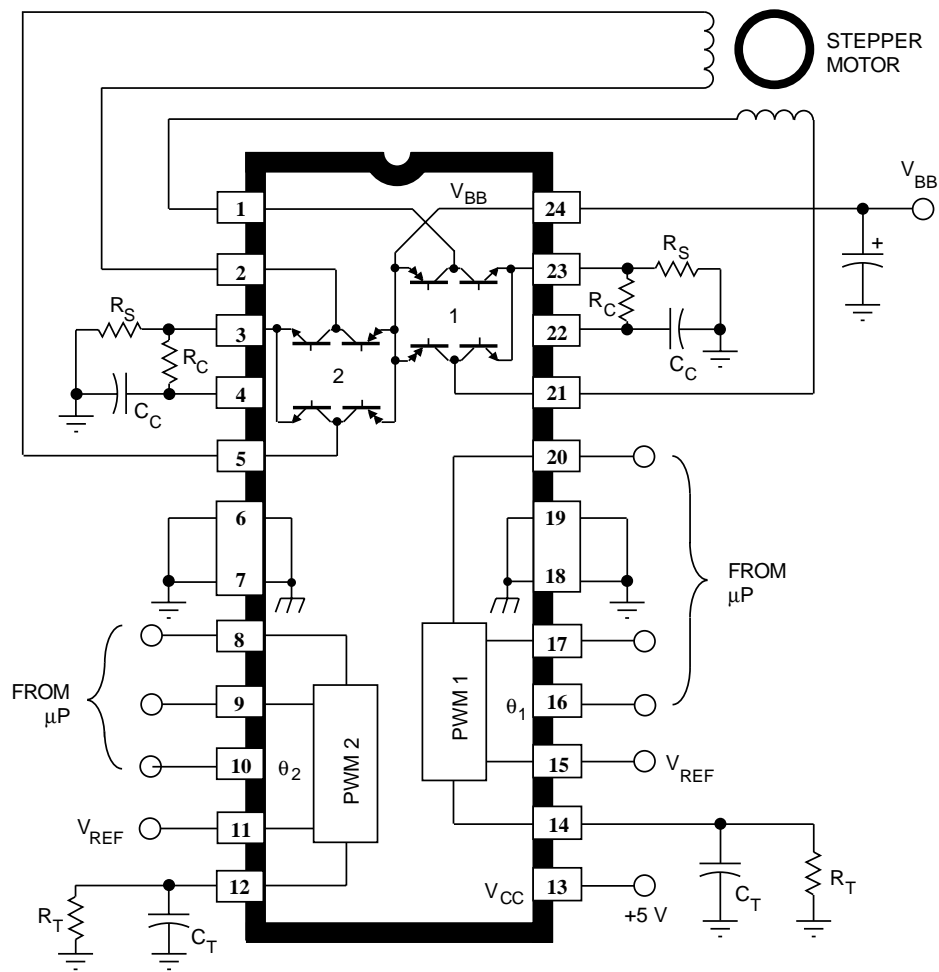 STEPPER
MOTOR
V_BB
V_BB
1
24
2
23
R_S
R_C
C_C
R_S
3
1
22
R_C
C_C
2
4
21
5
20
6
19
7
18
FROM
µP
8
17
FROM
µP
9
PWM 1
θ_1
16
10
θ_2
PWM 2
15
V_REF
V_REF
11
14
12
V_CC
13
+5 V
R_T
C_T
C_T
R_T